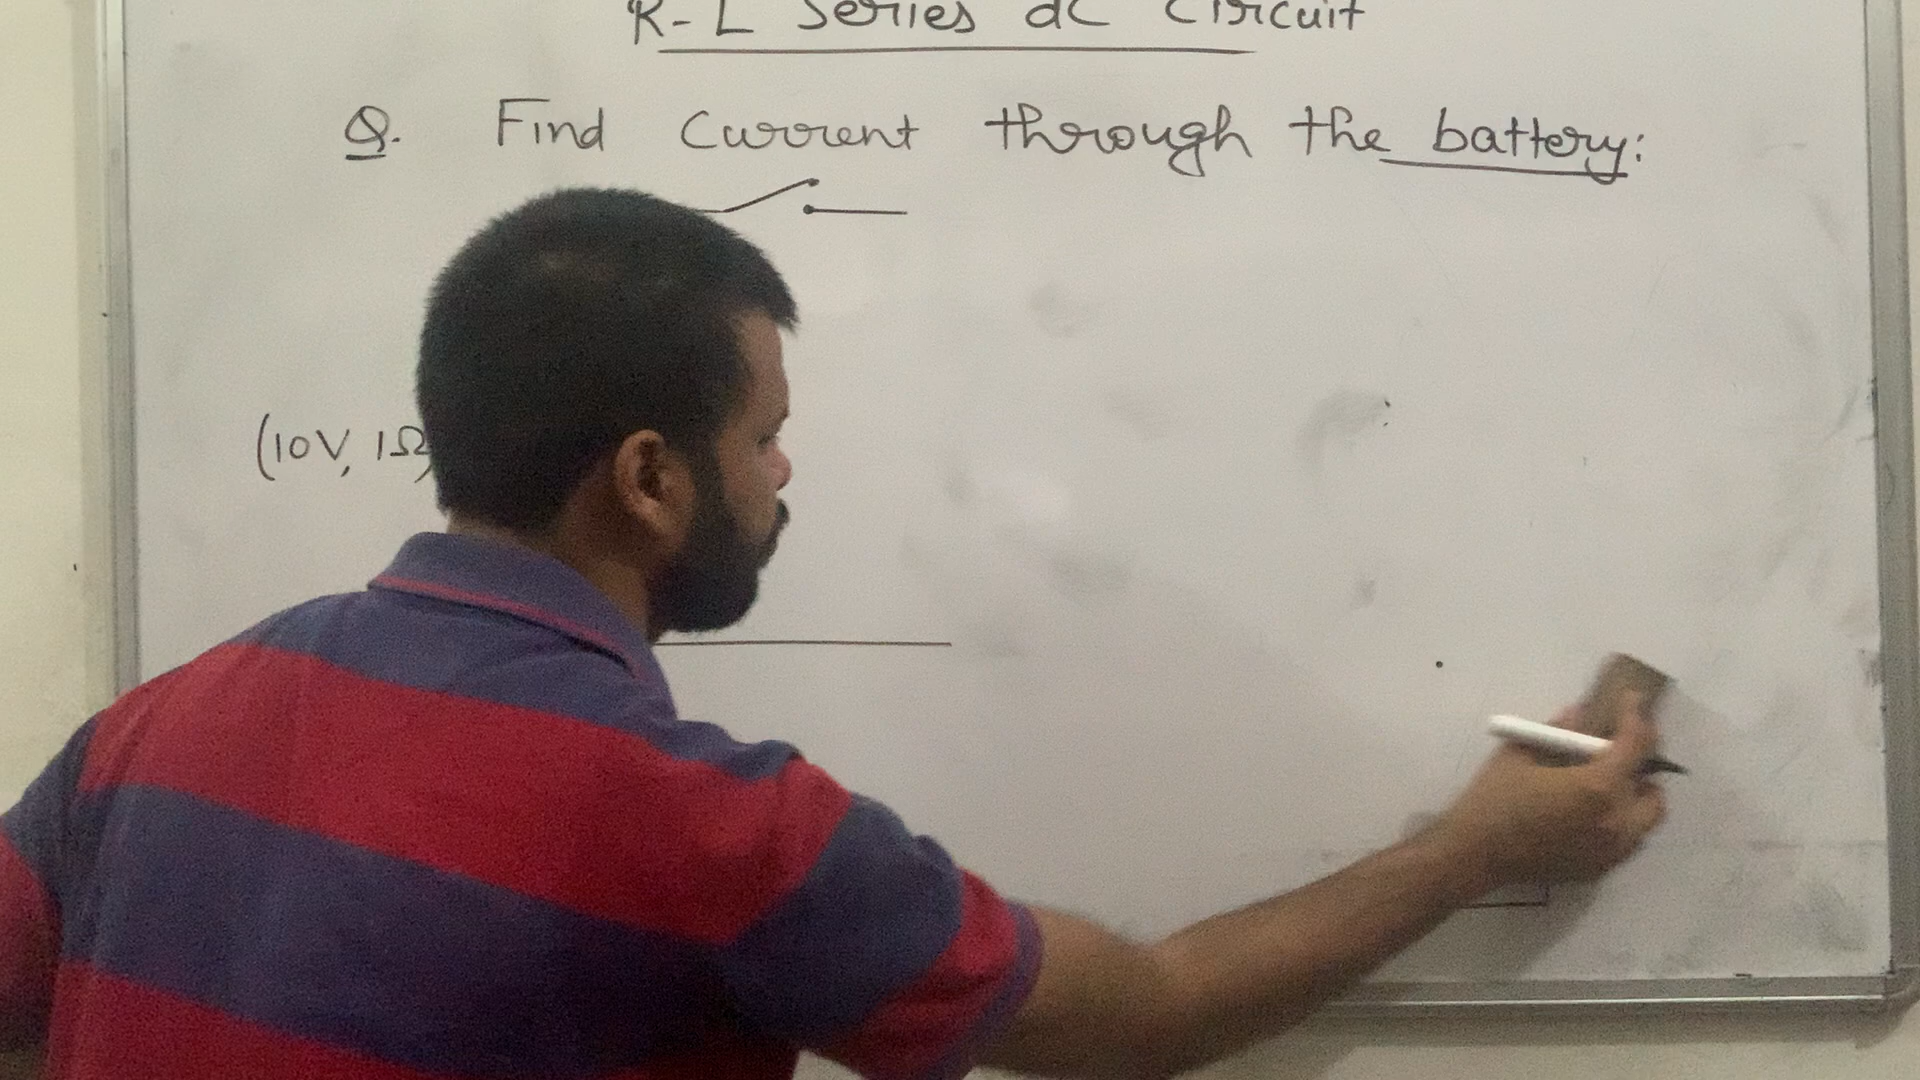 R-L Series dC Circuit
Q. Find Current through the battery:
(10V, 1Ω)